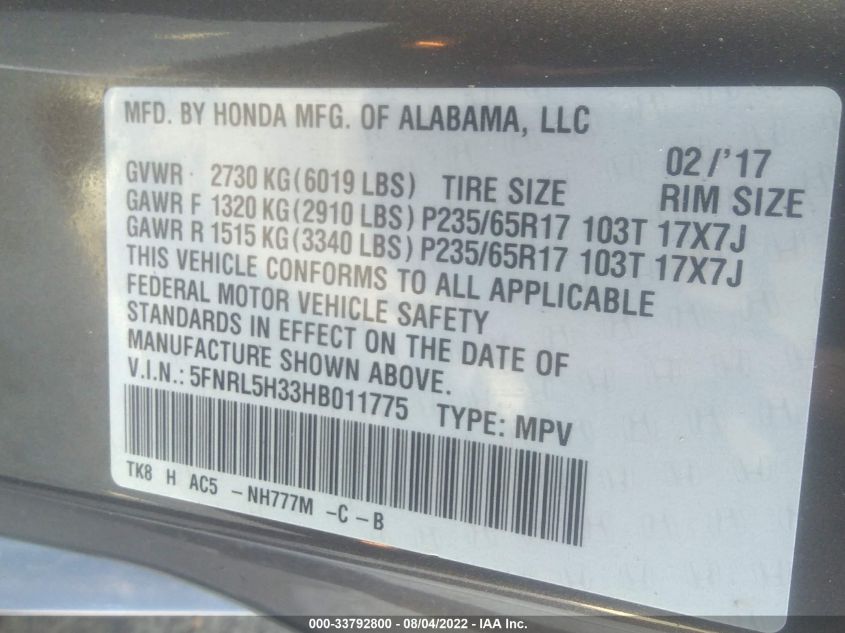 MFD. BY HONDA MFG. OF ALABAMA, LLC
02/'17
GVWR 2730 KG(6019 LBS) TIRE SIZE RIM SIZE
GAWR F 1320 KG(2910 LBS) P235/65R17 103T 17X7J
GAWR R 1515 KG(3340 LBS) P235/65R17 103T 17X7J
THIS VEHICLE CONFORMS TO ALL APPLICABLE
FEDERAL MOTOR VEHICLE SAFETY
STANDARDS IN EFFECT ON THE DATE OF
MANUFACTURE SHOWN ABOVE.
V.I.N.: 5FNRL5H33HB011775 TYPE: MPV
TK8 H AC5 -NH777M -C -B
000-33792800 - 08/04/2022 - IAA Inc.